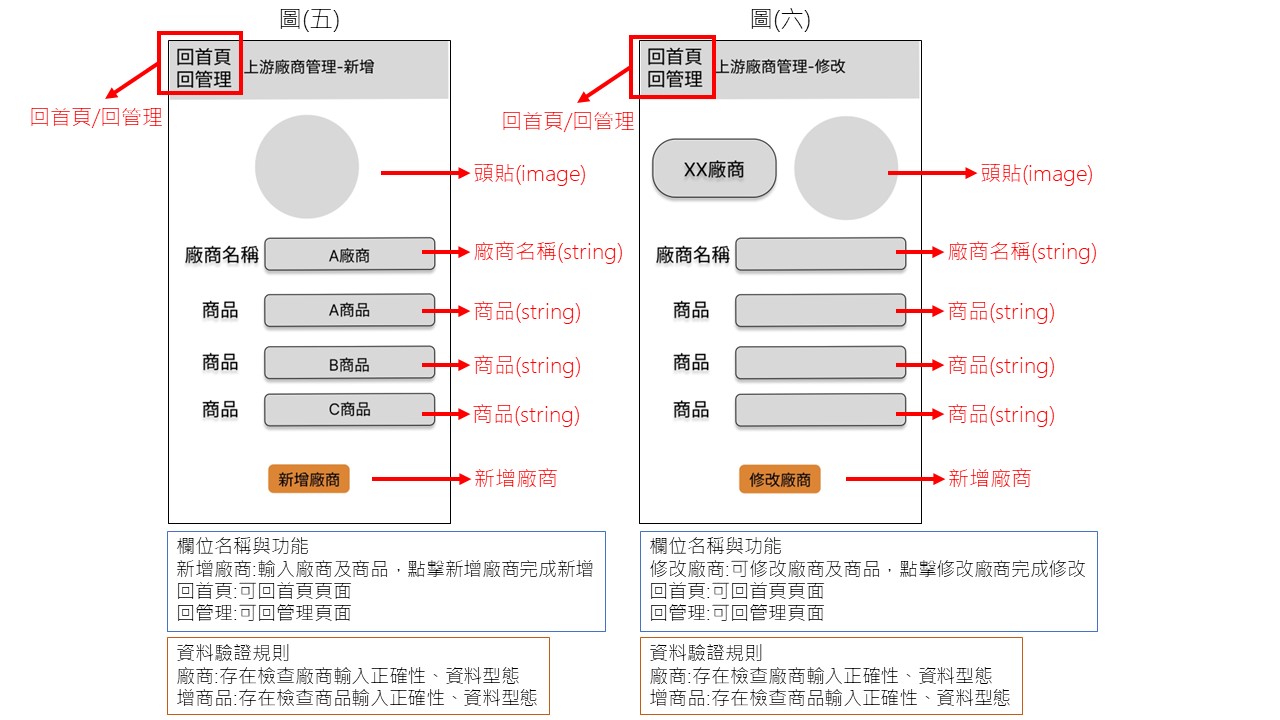 圖(五)
回首頁
回管理
上游廠商管理-新增
回首頁/回管理
頭貼(image)
廠商名稱
A廠商
廠商名稱(string)
商品
A商品
商品(string)
商品
B商品
商品(string)
商品
C商品
商品(string)
新增廠商
新增廠商
欄位名稱與功能
新增廠商:輸入廠商及商品，點擊新增廠商完成新增
回首頁:可回首頁頁面
回管理:可回管理頁面
資料驗證規則
廠商:存在檢查廠商輸入正確性、資料型態
增商品:存在檢查商品輸入正確性、資料型態
圖(六)
回首頁
回管理
上游廠商管理-修改
回首頁/回管理
XX廠商
頭貼(image)
廠商名稱
廠商名稱(string)
商品
商品(string)
商品
商品(string)
商品
商品(string)
修改廠商
新增廠商
欄位名稱與功能
修改廠商:可修改廠商及商品，點擊修改廠商完成修改
回首頁:可回首頁頁面
回管理:可回管理頁面
資料驗證規則
廠商:存在檢查廠商輸入正確性、資料型態
增商品:存在檢查商品輸入正確性、資料型態